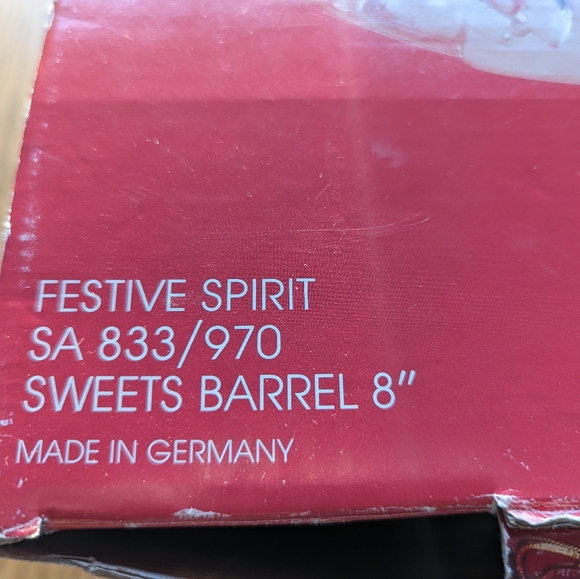 FESTIVE SPIRIT
SA 833/970
SWEETS BARREL 8″
MADE IN GERMANY